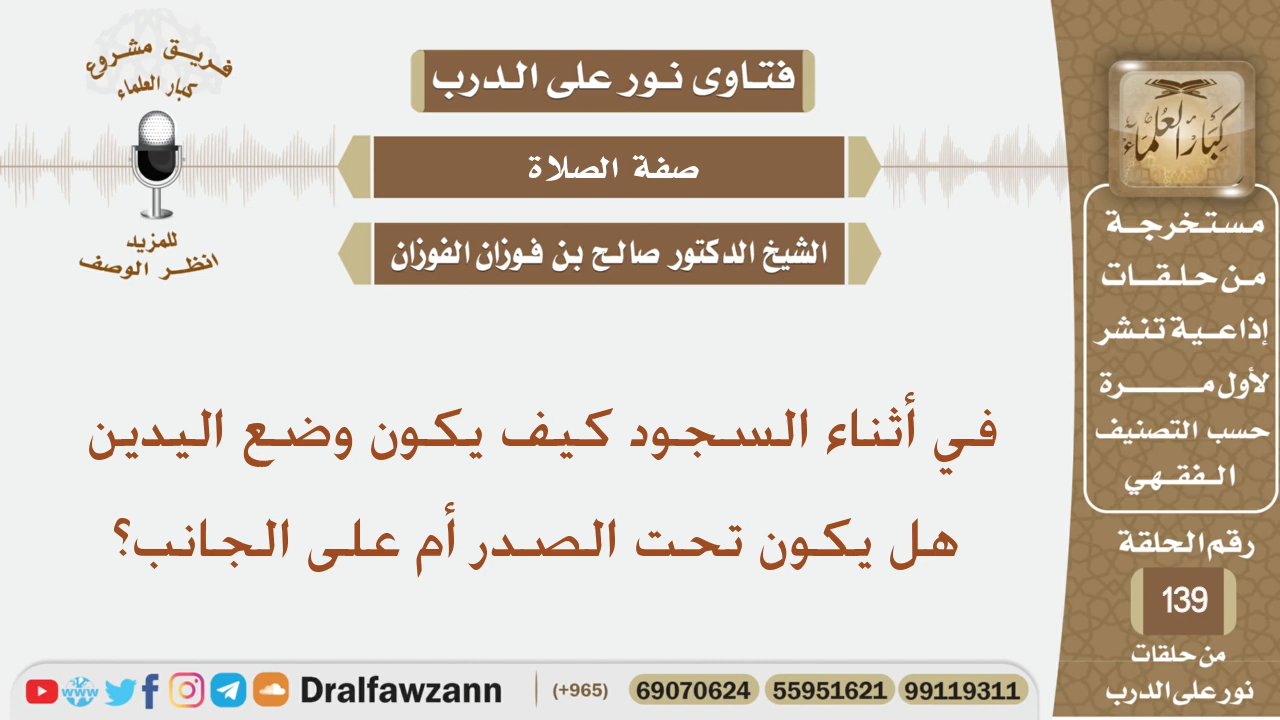 فريق مشروع
كبار العلماء
للمزيد
انظر الوصف
فتاوى نور على الدرب
صفة الصلاة
الشيخ الدكتور صالح بن فوزان الفوزان
في أثناء السجود كيف يكون وضع اليدين
هل يكون تحت الصدر أم على الجانب؟
كبار العلماء
مستخرجة
من حلقات
إذاعية تنشر
لأول مرة
حسب التصنيف
الفقهي
رقم الحلقة
139
من حلقات
نور على الدرب
www Dralfawzann (+965) 69070624 55951621 99119311